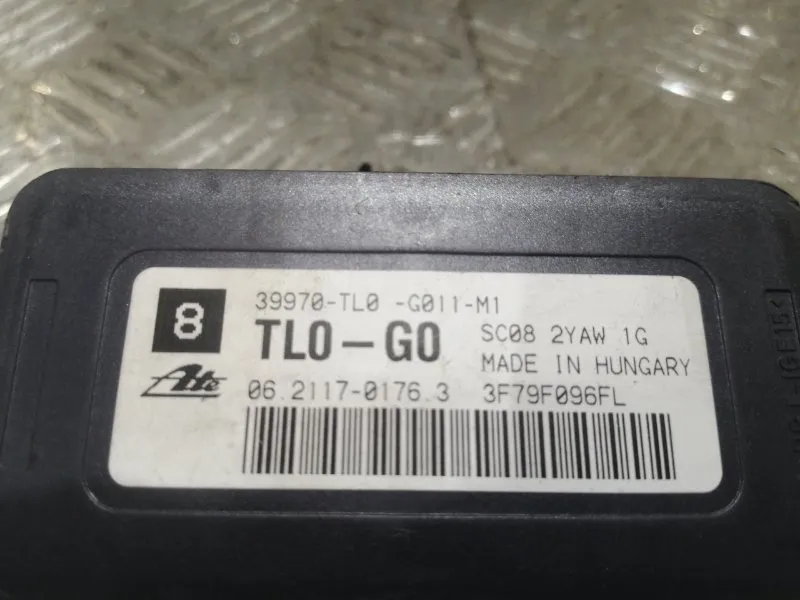 8
39970-TL0 -G011-M1
TL0-G0
SC08 2YAW 1G
MADE IN HUNGARY
Ate
06.2117-0176.3
3F79F096FL